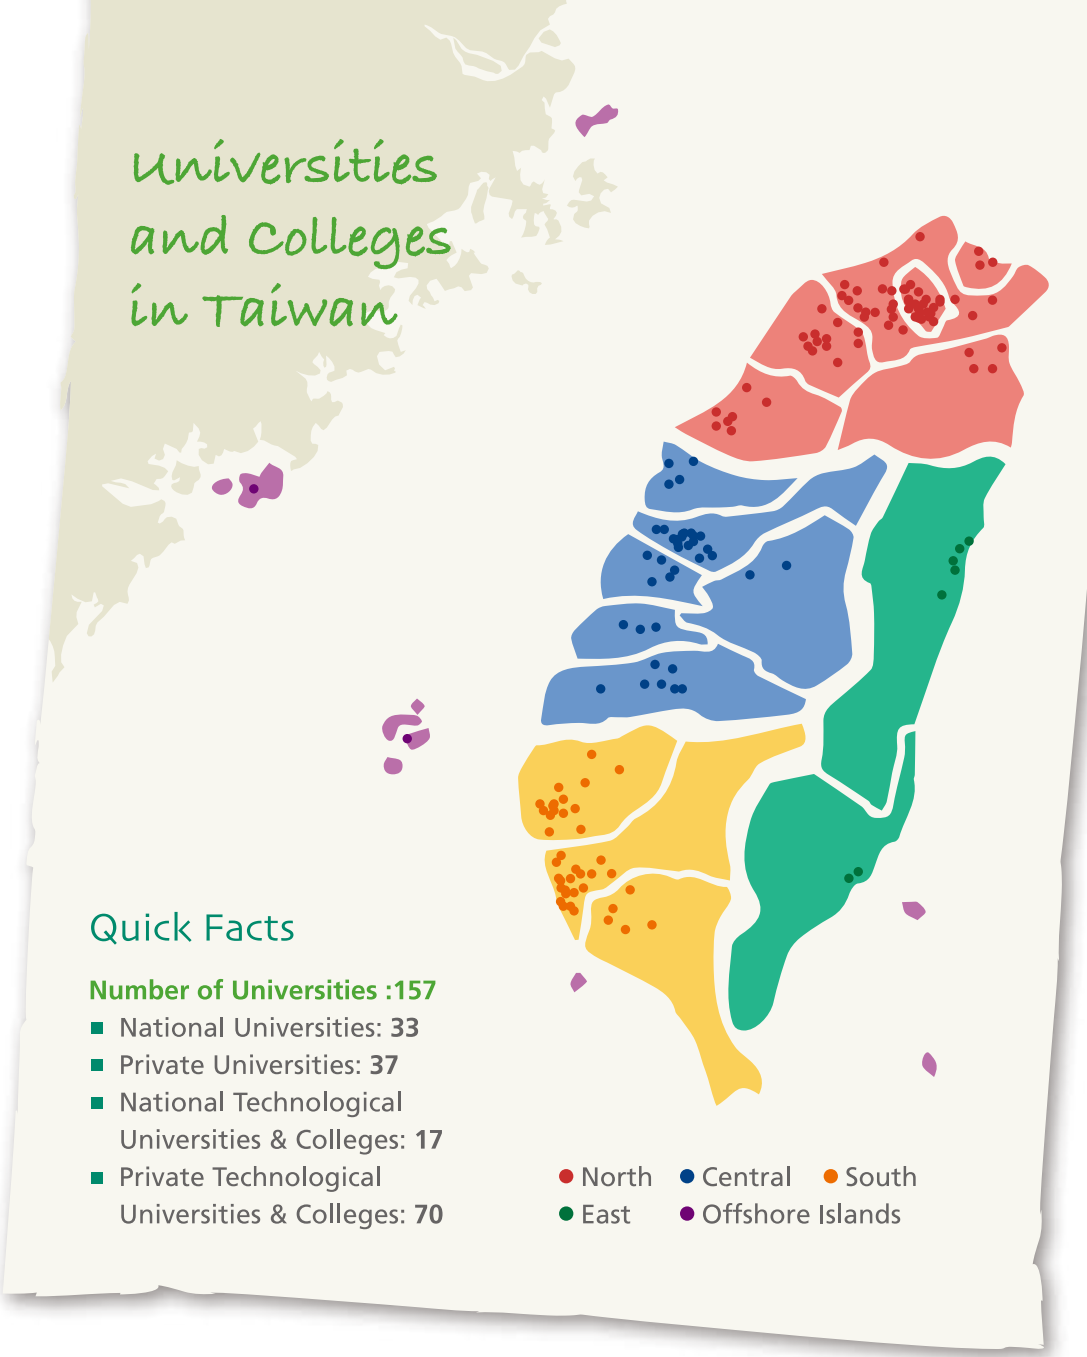 Universities
and Colleges
in Taiwan
Quick Facts
Number of Universities :157
National Universities: 33
Private Universities: 37
National Technological
Universities & Colleges: 17
Private Technological
Universities & Colleges: 70
North Central South
East Offshore Islands